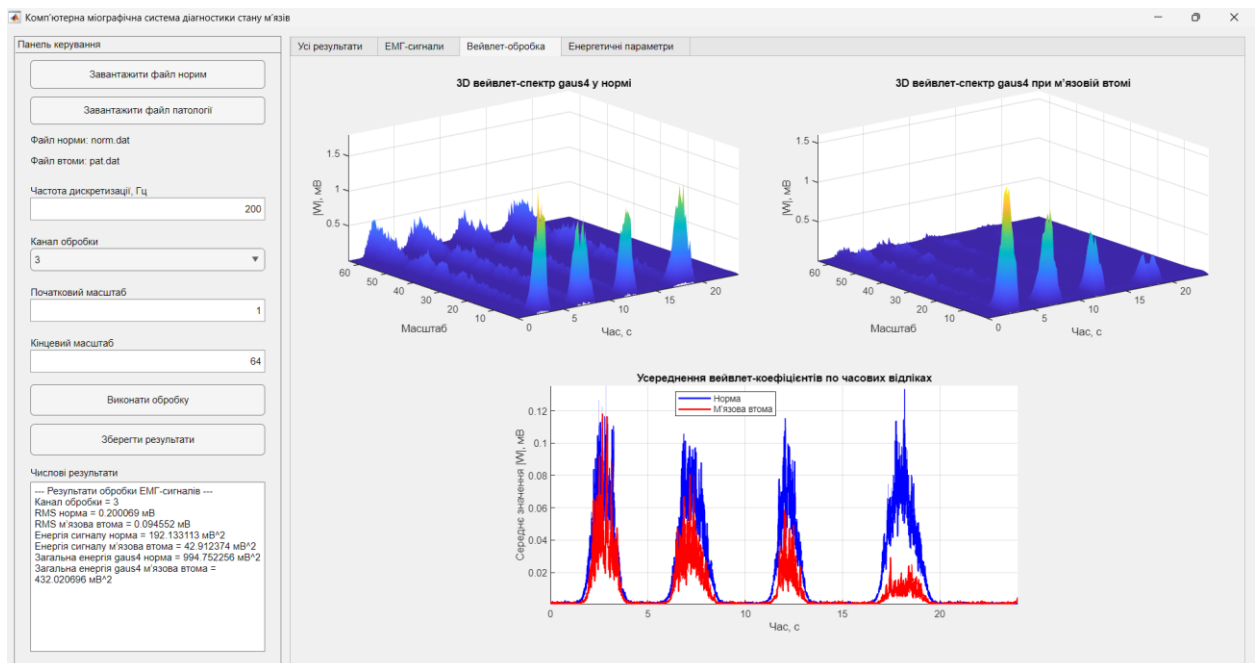 Комп'ютерна міографічна система діагностики стану м'язів
Панель керування
Завантажити файл норим
Завантажити файл патології
Файл норми: norm.dat
Файл втоми: pat.dat
Частота дискретизації, Гц
200
Канал обробки
3
Початковий масштаб
1
Кінцевий масштаб
64
Виконати обробку
Зберегти результати
Числові результати
--- Результати обробки ЕМГ-сигналів ---
Канал обробки = 3
RMS норма = 0.200069 мВ
RMS м'язова втома = 0.094552 мВ
Енергія сигналу норма = 192.133113 мВ^2
Енергія сигналу м'язова втома = 42.912374 мВ^2
Загальна енергія gaus4 норма = 994.752256 мВ^2
Загальна енергія gaus4 м'язова втома =
432.020696 мВ^2
Усі результати ЕМГ-сигнали Вейвлет-обробка Енергетичні параметри
3D вейвлет-спектр gaus4 у нормі
|W|, мВ
1.5
1
0.5
60
50
40
30
20
10
0
5
10
15
20
Масштаб
Час, с
3D вейвлет-спектр gaus4 при м'язовій втомі
|W|, мВ
1.5
1
0.5
60
50
40
30
20
10
0
5
10
15
20
Масштаб
Час, с
Усереднення вейвлет-коефіцієнтів по часових відліках
Норма
М'язова втома
Середнє значення |W|, мВ
0.12
0.1
0.08
0.06
0.04
0.02
0
5
10
15
20
Час, с